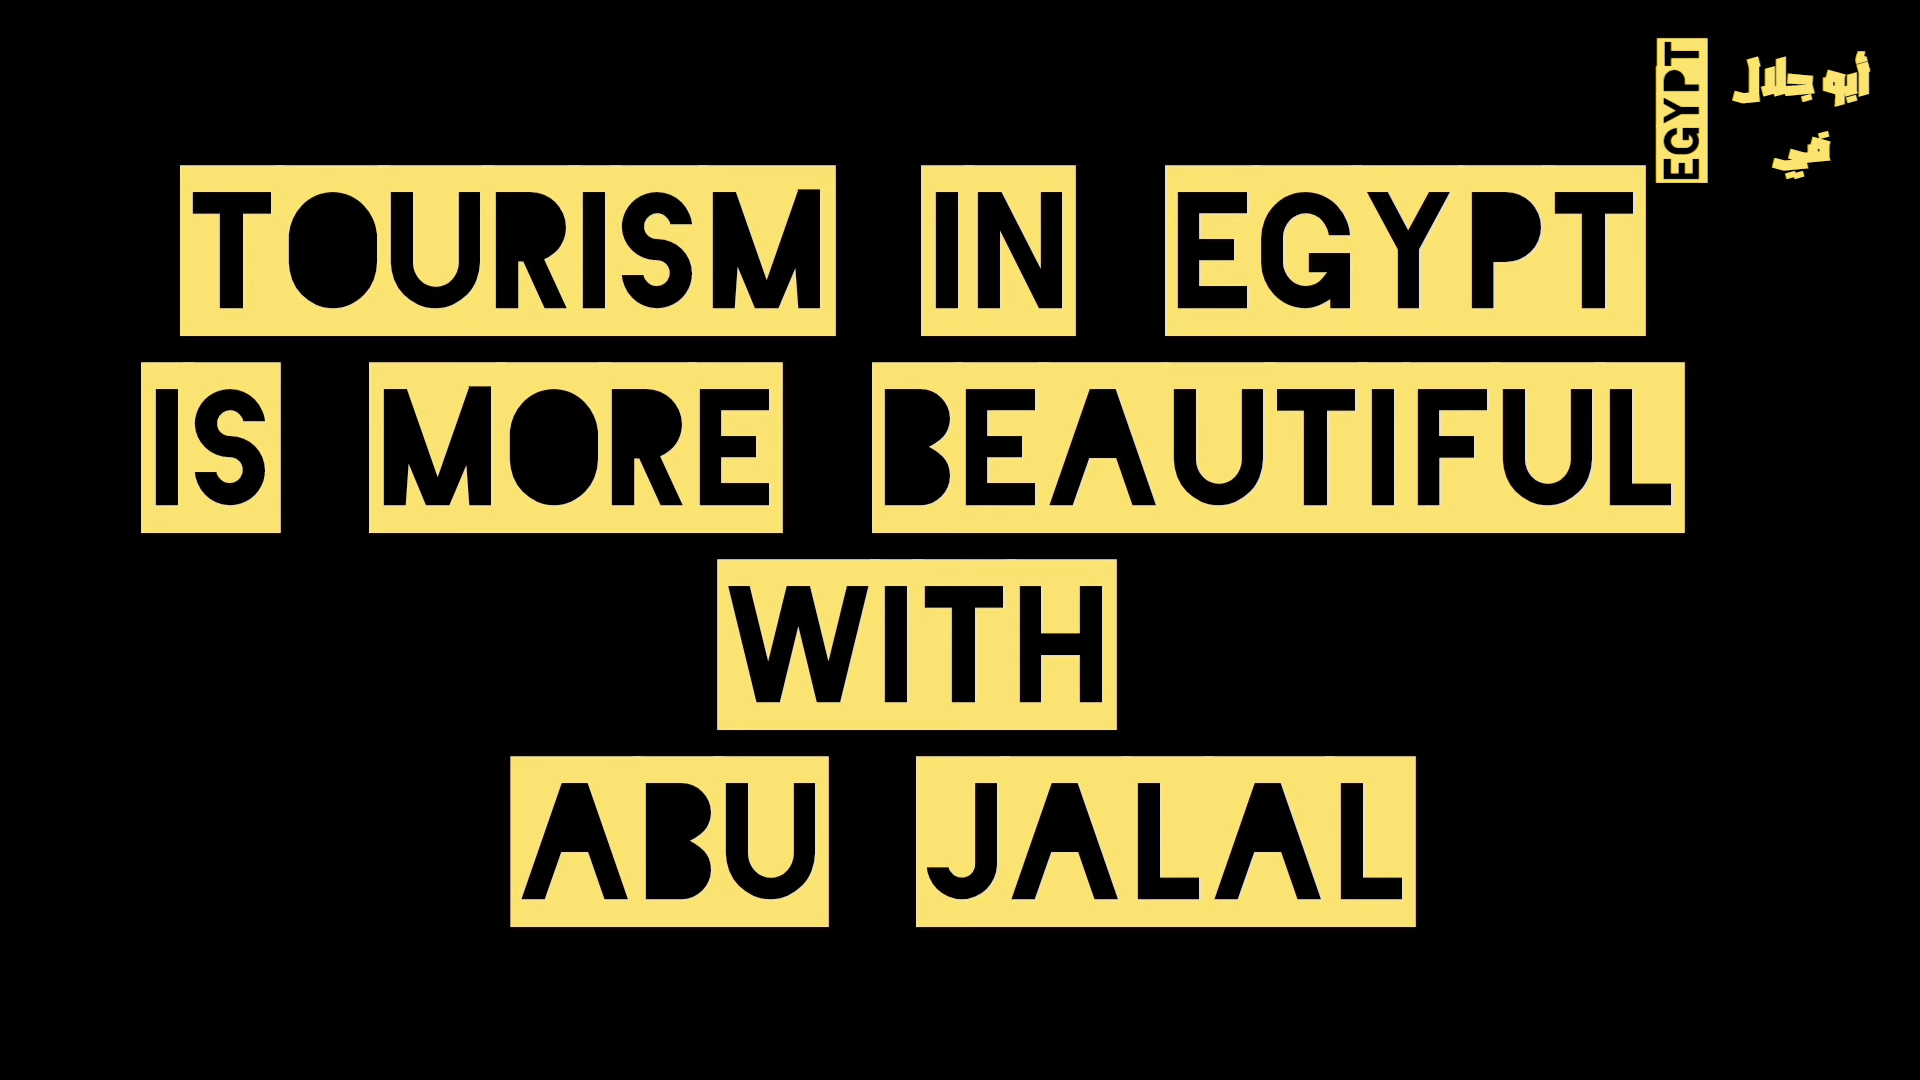 أبو جلال
في
EGYPT
TOURISM IN EGYPT
IS MORE BEAUTIFUL
WITH
ABU JALAL